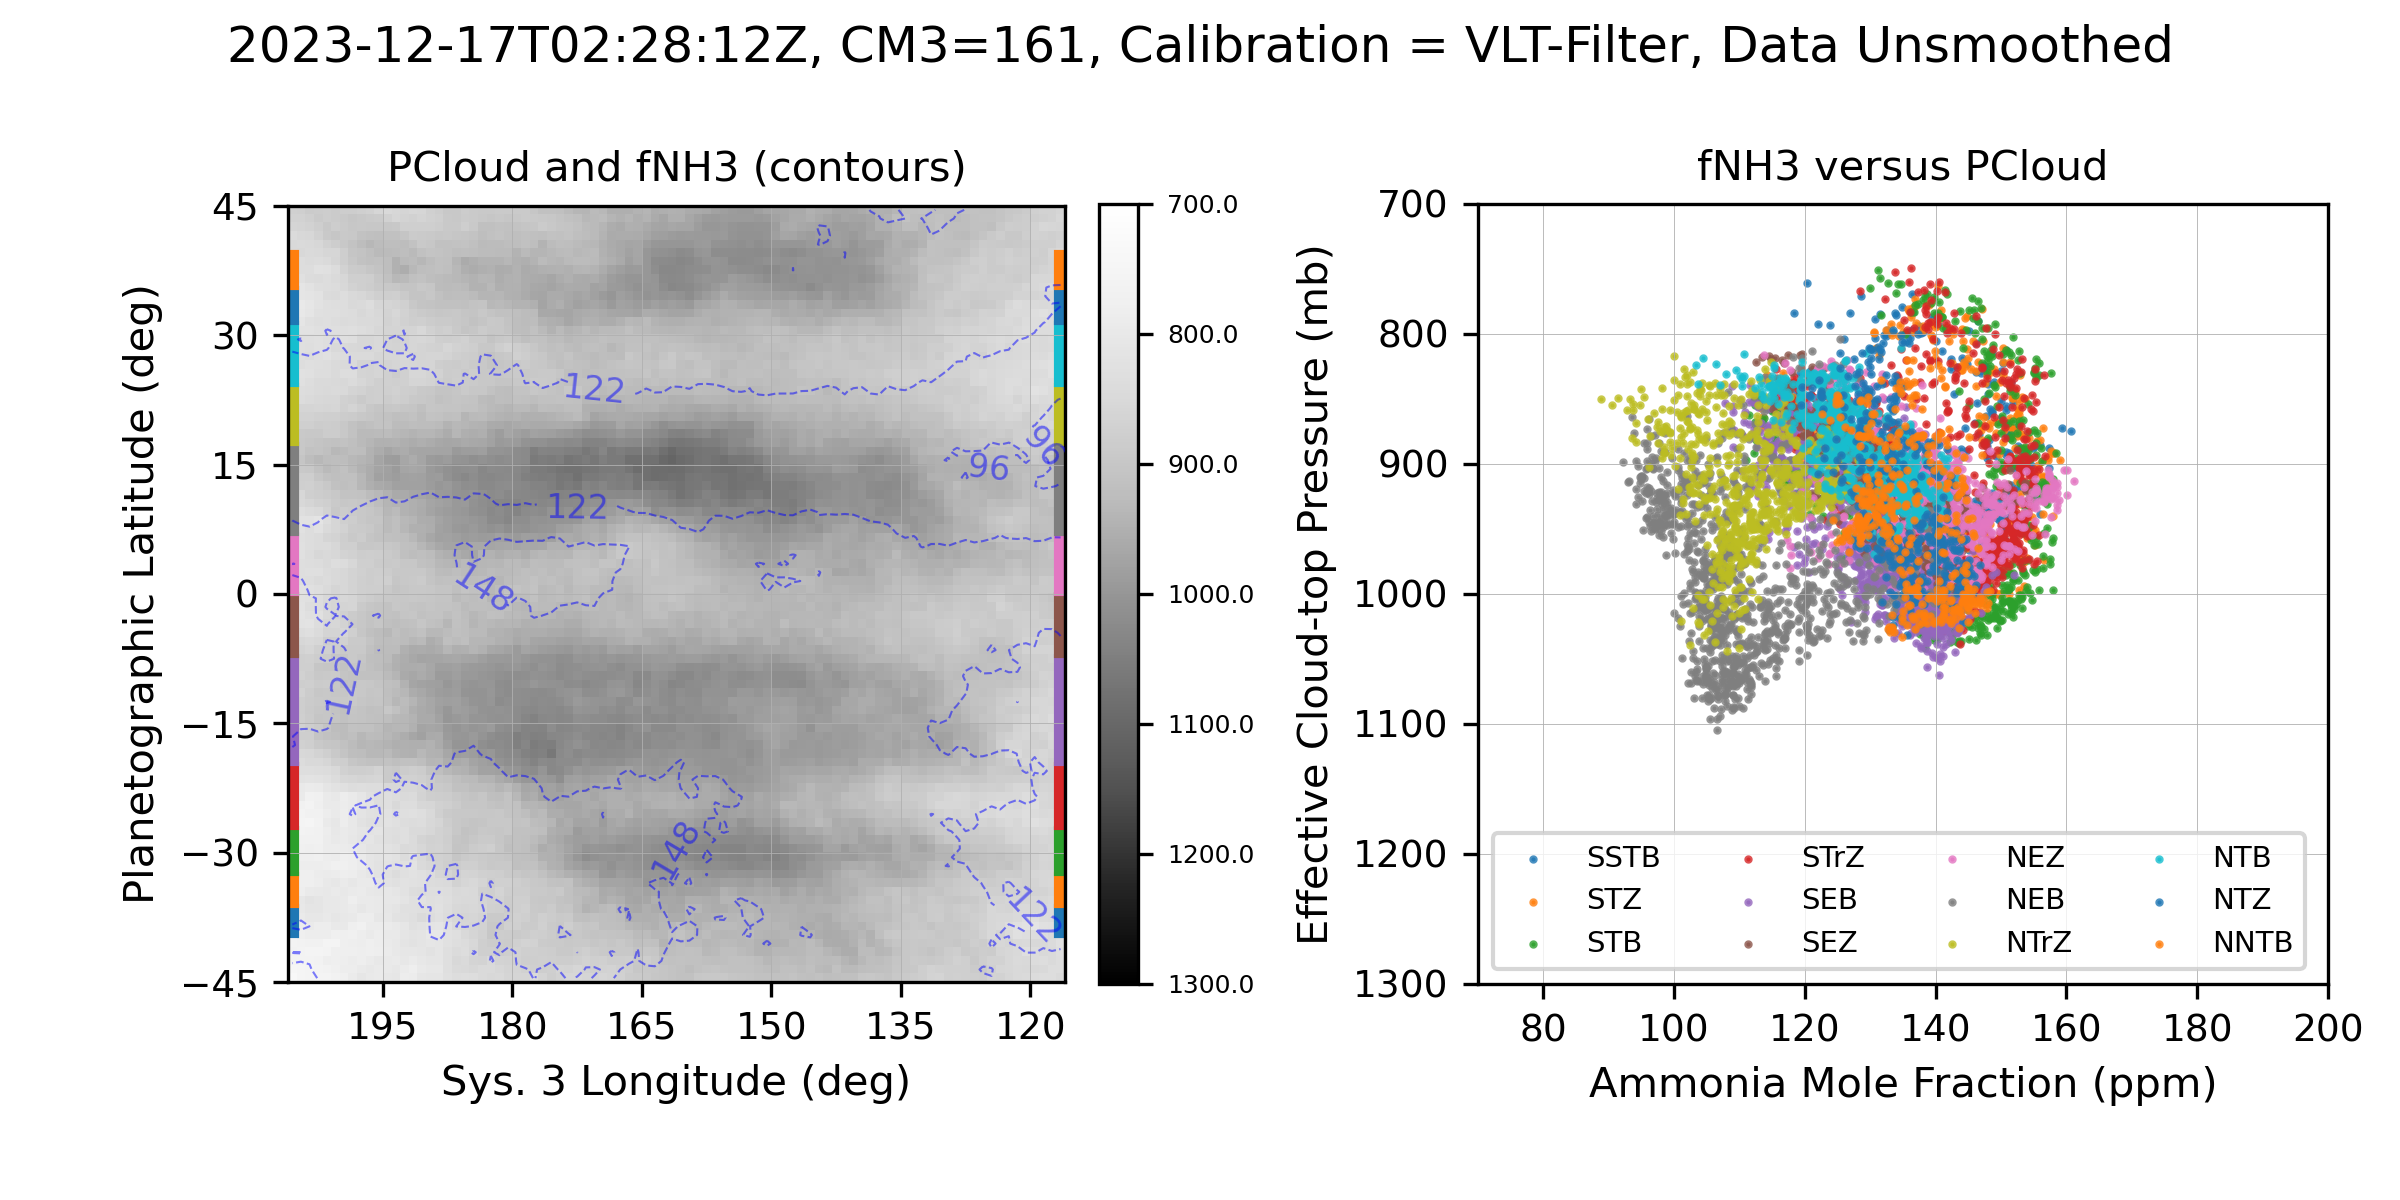 2023-12-17T02:28:12Z, CM3=161, Calibration = VLT-Filter, Data Unsmoothed
PCloud and fNH3 (contours)
Planetographic Latitude (deg)
45
30
15
0
−15
−30
−45
195
180
165
150
135
120
Sys. 3 Longitude (deg)
122
96
96
122
148
122
148
122
700.0
800.0
900.0
1000.0
1100.0
1200.0
1300.0
fNH3 versus PCloud
Effective Cloud-top Pressure (mb)
700
800
900
1000
1100
1200
1300
80
100
120
140
160
180
200
Ammonia Mole Fraction (ppm)
SSTB
STZ
STB
STrZ
SEB
SEZ
NEZ
NEB
NTrZ
NTB
NTZ
NNTB